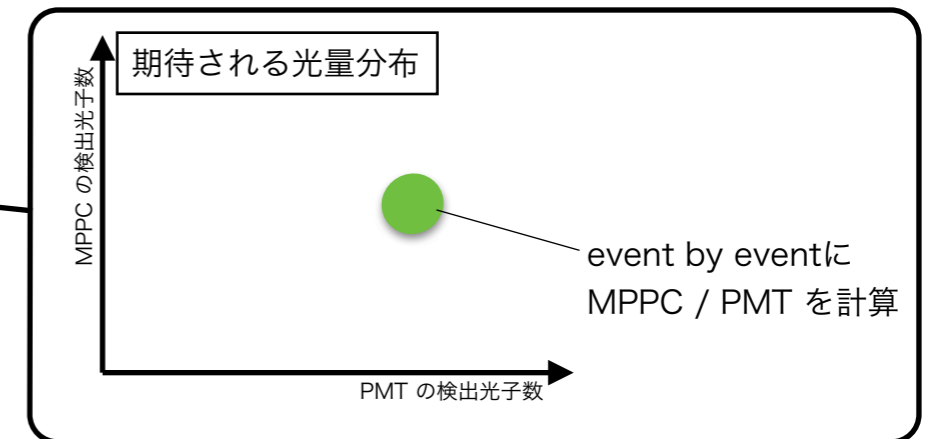 期待される光量分布
MPPC の検出光子数
event by eventに
MPPC / PMT を計算
PMT の検出光子数